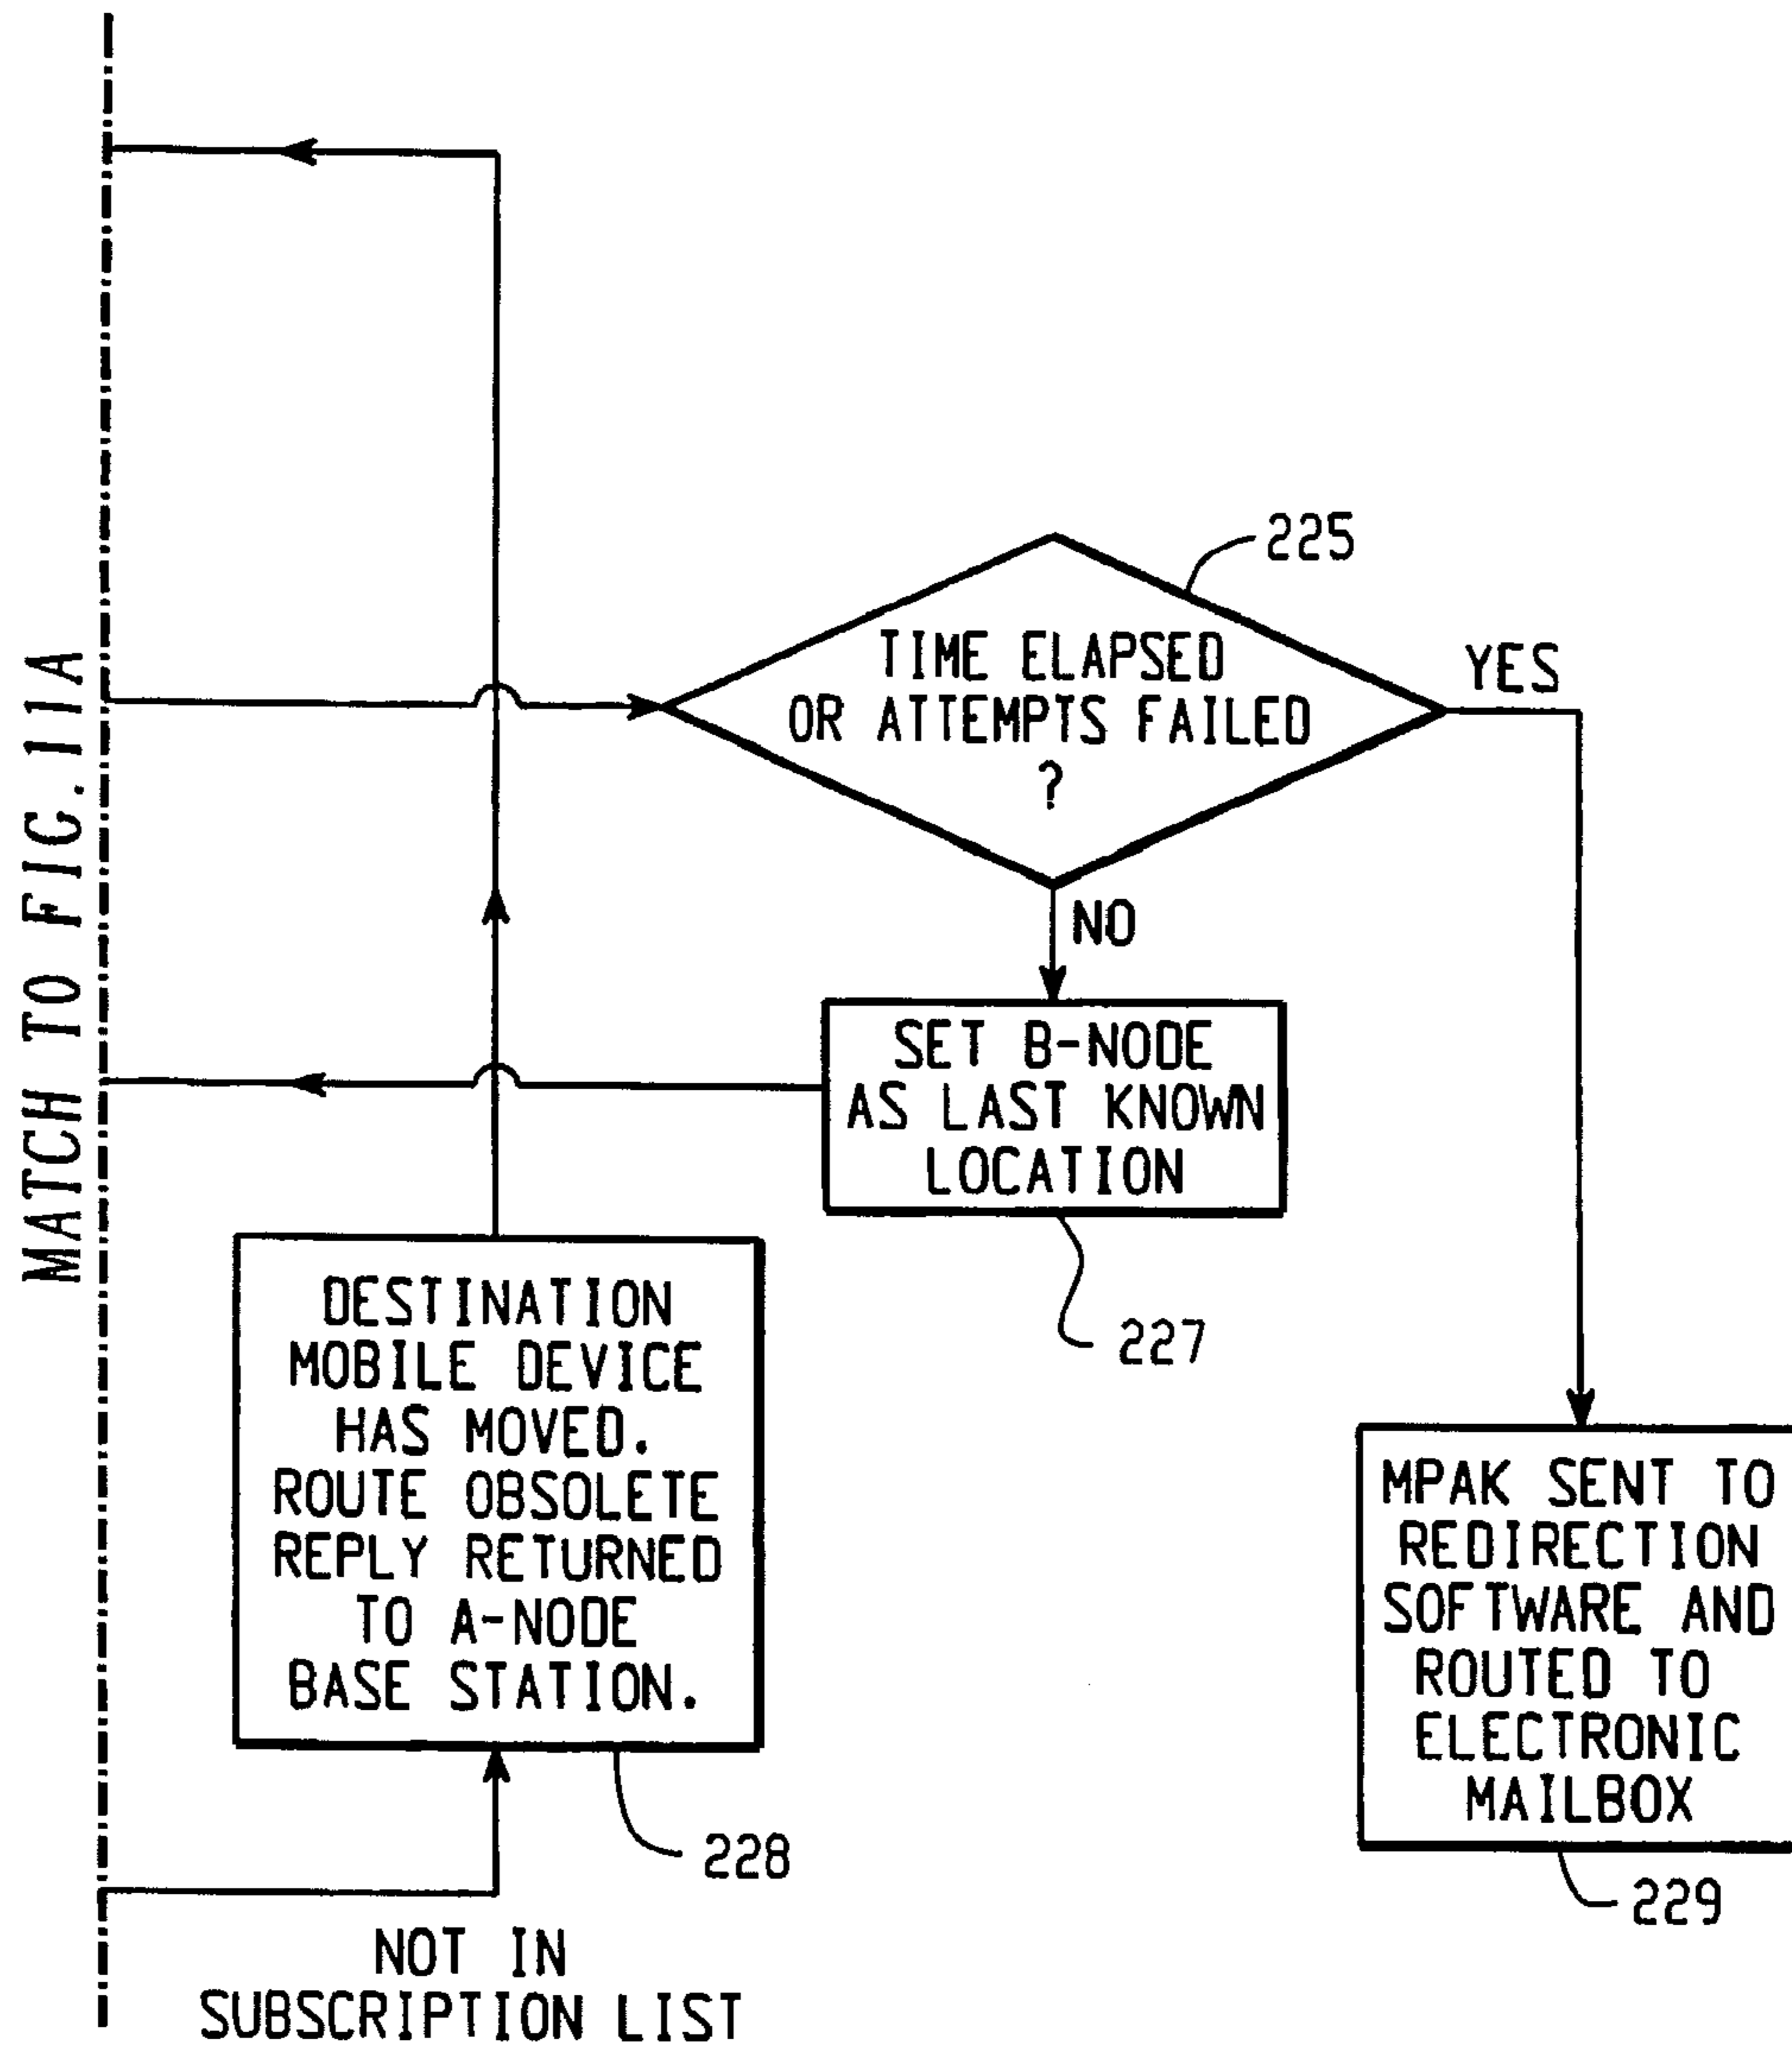 MATCH TO FIG. 11A
225
TIME ELAPSED
OR ATTEMPTS FAILED
?
YES
NO
SET B-NODE
AS LAST KNOWN
LOCATION
227
DESTINATION
MOBILE DEVICE
HAS MOVED.
ROUTE OBSOLETE
REPLY RETURNED
TO A-NODE
BASE STATION.
228
MPAK SENT TO
REDIRECTION
SOFTWARE AND
ROUTED TO
ELECTRONIC
MAILBOX
229
NOT IN
SUBSCRIPTION LIST